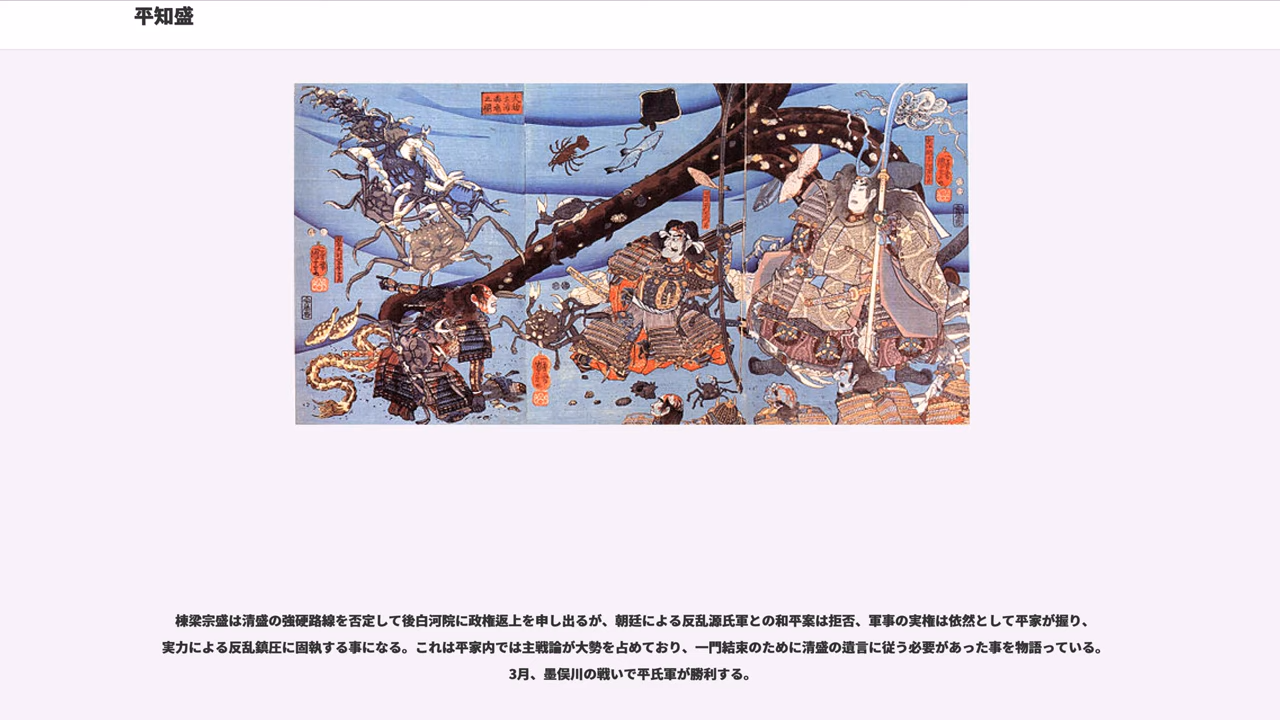 平知盛
棟梁宗盛は清盛の強硬路線を否定して後白河院に政権返上を申し出るが、朝廷による反乱源氏軍との和平案は拒否、軍事の実権は依然として平家が握り、
実力による反乱鎮圧に固執する事になる。これは平家内では主戦論が大勢を占めており、一門結束のために清盛の遺言に従う必要があった事を物語っている。
3月、墨俣川の戦いで平氏軍が勝利する。